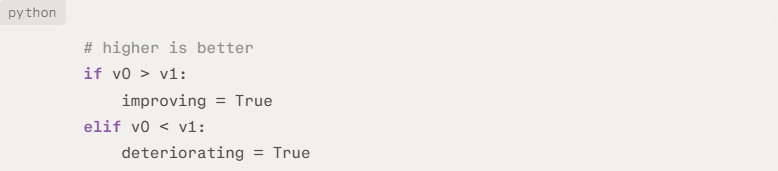 python
# higher is better
if v0 > v1:
    improving = True
elif v0 < v1:
    deteriorating = True